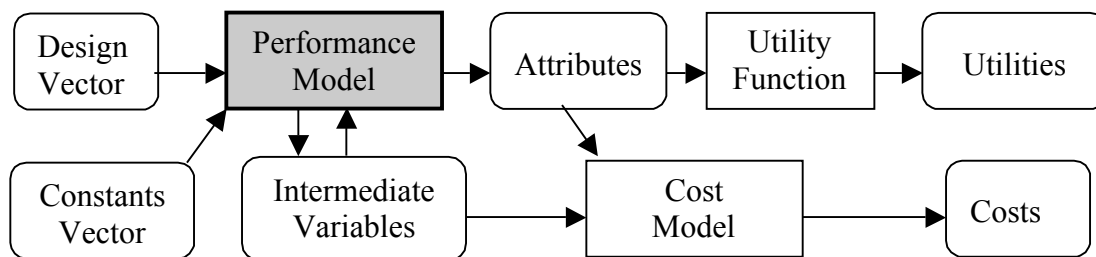 Design
Vector
Performance
Model
Attributes
Utility
Function
Utilities
Constants
Vector
Intermediate
Variables
Cost
Model
Costs